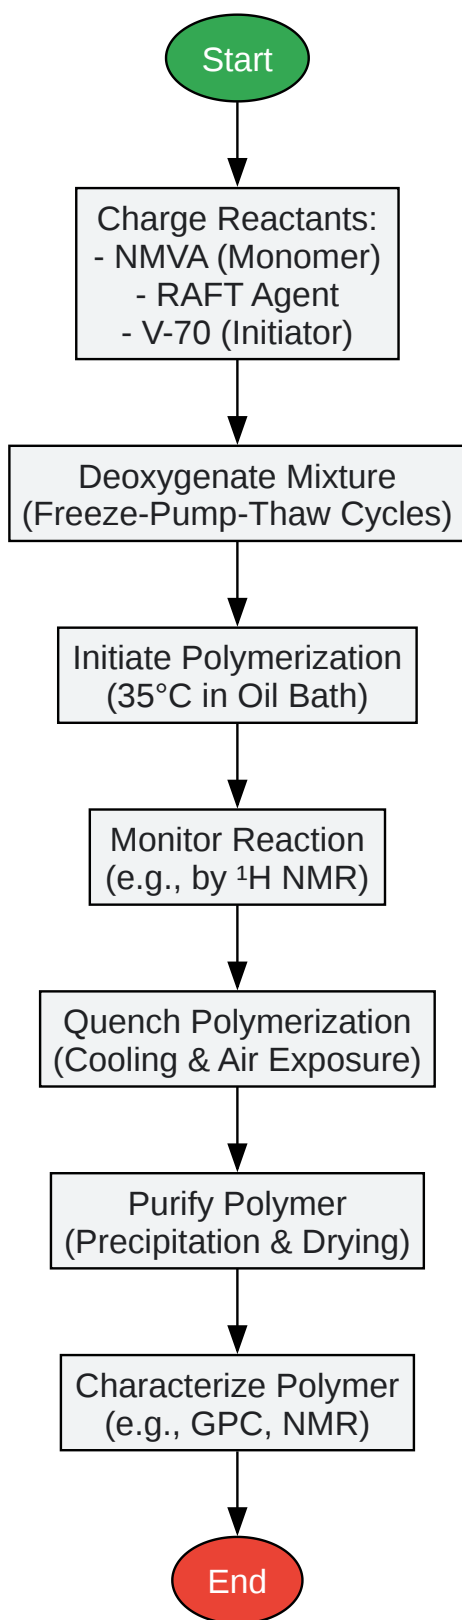 Start
Charge Reactants:
- NMVA (Monomer)
- RAFT Agent
- V-70 (Initiator)
Deoxygenate Mixture
(Freeze-Pump-Thaw Cycles)
Initiate Polymerization
(35°C in Oil Bath)
Monitor Reaction
(e.g., by ¹H NMR)
Quench Polymerization
(Cooling & Air Exposure)
Purify Polymer
(Precipitation & Drying)
Characterize Polymer
(e.g., GPC, NMR)
End